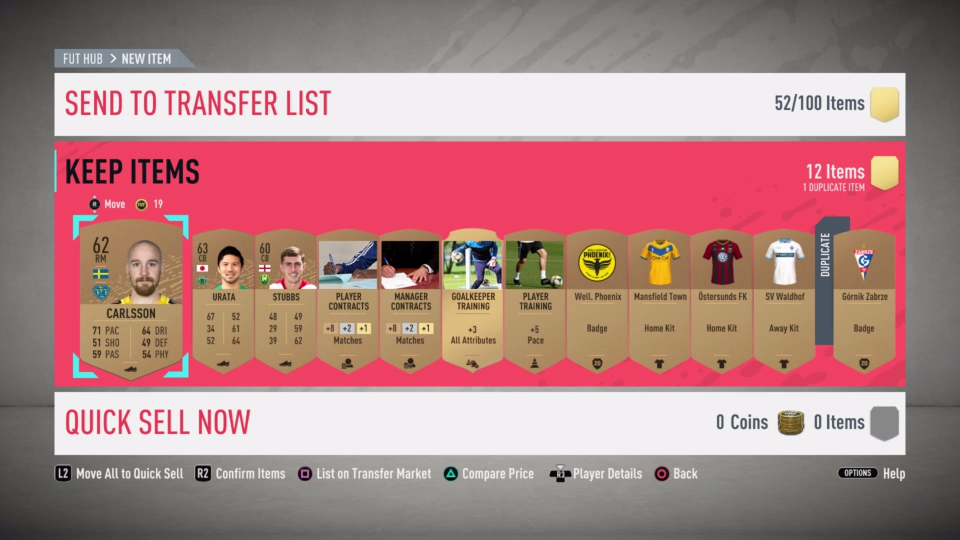 FUT HUB > NEW ITEM
SEND TO TRANSFER LIST
52/100 Items
KEEP ITEMS
12 Items
1 DUPLICATE ITEM
R Move FUT 19
62
RM
CARLSSON
71 PAC 64 DRI
51 SHO 49 DEF
59 PAS 54 PHY
63
CB
URATA
67 52
34 61
52 64
60
CB
STUBBS
48 49
29 59
39 62
PLAYER
CONTRACTS
+8 +2 +1
Matches
MANAGER
CONTRACTS
+8 +2 +1
Matches
GOALKEEPER
TRAINING
+3
All Attributes
PLAYER
TRAINING
+5
Pace
PHOENIX!
Well. Phoenix
Badge
One Call
Mansfield Town
Home Kit
Östersunds FK
Home Kit
SV Waldhof
Away Kit
DUPLICATE
ZABRZE
Górnik Zabrze
Badge
QUICK SELL NOW
0 Coins
0 Items
L2 Move All to Quick Sell R2 Confirm Items List on Transfer Market Compare Price R3 Player Details Back
OPTIONS Help